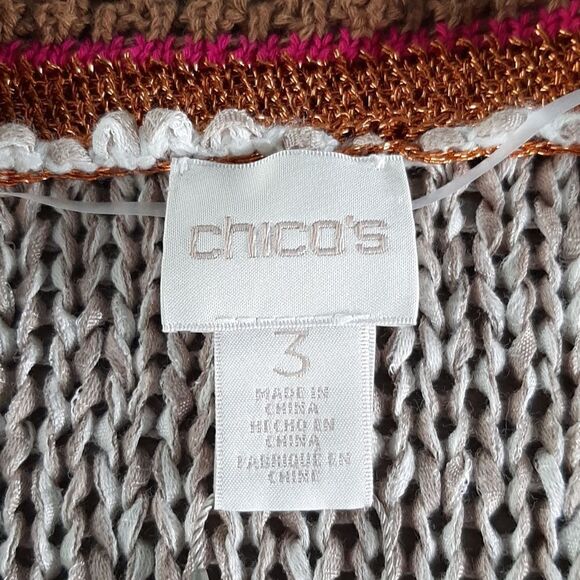 chico's
3
MADE IN
CHINA
HECHO EN
CHINA
FABRIQUE EN
CHINE